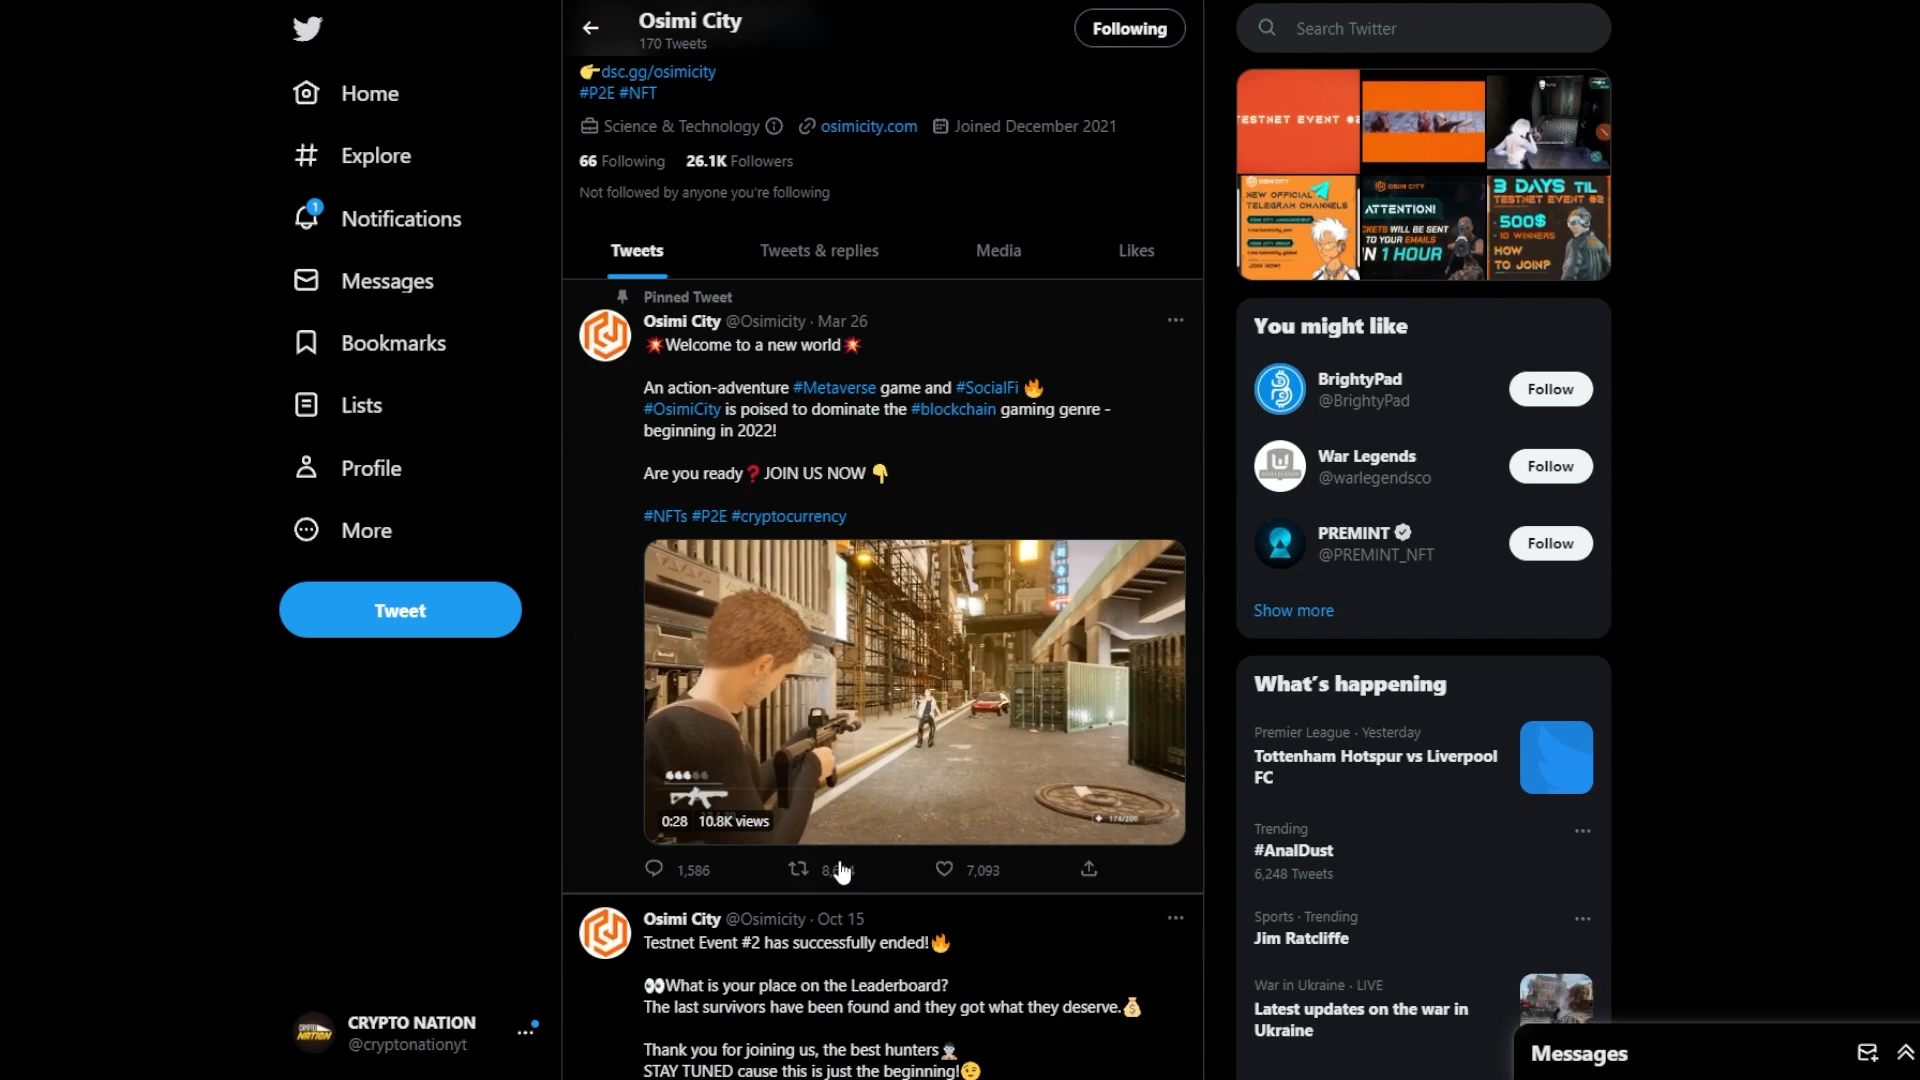 Home
Explore
1
Notifications
Messages
Bookmarks
Lists
Profile
More
Tweet
CRYPTO NATION
@cryptonationyt
Osimi City
170 Tweets
Following
dsc.gg/osimicity
#P2E #NFT
Science & Technology osimicity.com Joined December 2021
66 Following 26.1K Followers
Not followed by anyone you're following
Tweets Tweets & replies Media Likes
Pinned Tweet
Osimi City @Osimicity · Mar 26
💥Welcome to a new world💥
An action-adventure #Metaverse game and #SocialFi 🔥
#OsimiCity is poised to dominate the #blockchain gaming genre -
beginning in 2022!
Are you ready❓JOIN US NOW 👇
#NFTs #P2E #cryptocurrency
0:28 10.8K views
174/200
1,586
7,093
Osimi City @Osimicity · Oct 15
Testnet Event #2 has successfully ended!🔥
👀What is your place on the Leaderboard?
The last survivors have been found and they got what they deserve.💰
Thank you for joining us, the best hunters
STAY TUNED cause this is just the beginning!😉
Search Twitter
TESTNET EVENT #2
OSIMI CITY
NEW OFFICIAL
TELEGRAM CHANNELS
JOIN NOW!
OSIMI CITY
ATTENTION!
KETS WILL BE SENT
TO YOUR EMAILS
IN 1 HOUR
3 DAYS TIL
TESTNET EVENT #2
500$
10 WINNERS
HOW
TO JOIN?
You might like
BrightyPad
@BrightyPad
Follow
War Legends
@warlegendsco
Follow
PREMINT
@PREMINT_NFT
Follow
Show more
What's happening
Premier League · Yesterday
Tottenham Hotspur vs Liverpool
FC
Trending
#AnalDust
6,248 Tweets
Sports · Trending
Jim Ratcliffe
War in Ukraine · LIVE
Latest updates on the war in
Ukraine
Messages